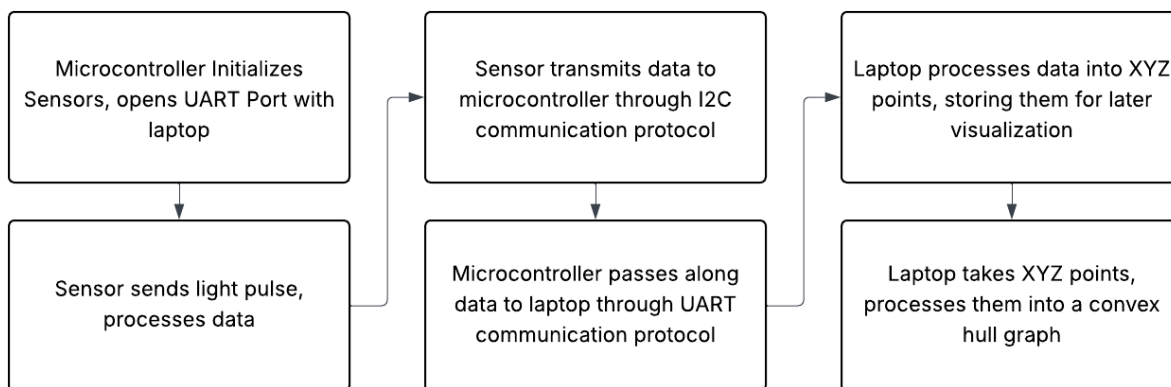 Microcontroller Initializes
Sensors, opens UART Port with
laptop
Sensor sends light pulse,
processes data
Sensor transmits data to
microcontroller through I2C
communication protocol
Microcontroller passes along
data to laptop through UART
communication protocol
Laptop processes data into XYZ
points, storing them for later
visualization
Laptop takes XYZ points,
processes them into a convex
hull graph